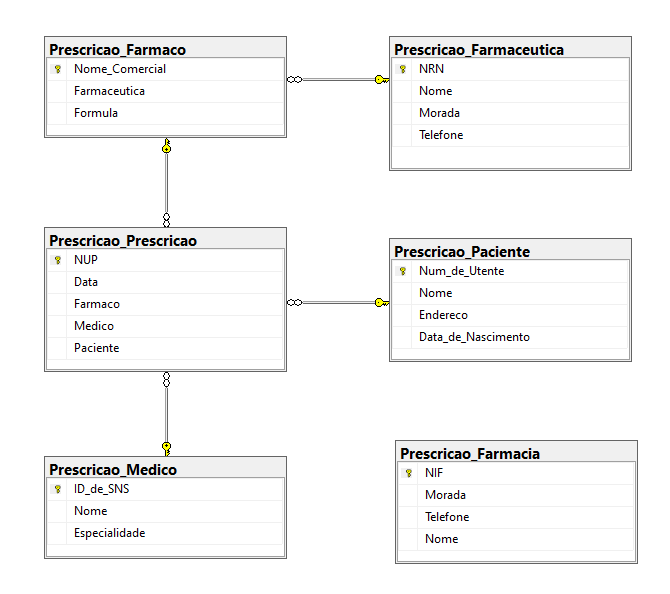 Prescricao_Farmaco
Nome_Comercial
Farmaceutica
Formula
Prescricao_Farmaceutica
NRN
Nome
Morada
Telefone
Prescricao_Prescricao
NUP
Data
Farmaco
Medico
Paciente
Prescricao_Paciente
Num_de_Utente
Nome
Endereco
Data_de_Nascimento
Prescricao_Medico
ID_de_SNS
Nome
Especialidade
Prescricao_Farmacia
NIF
Morada
Telefone
Nome